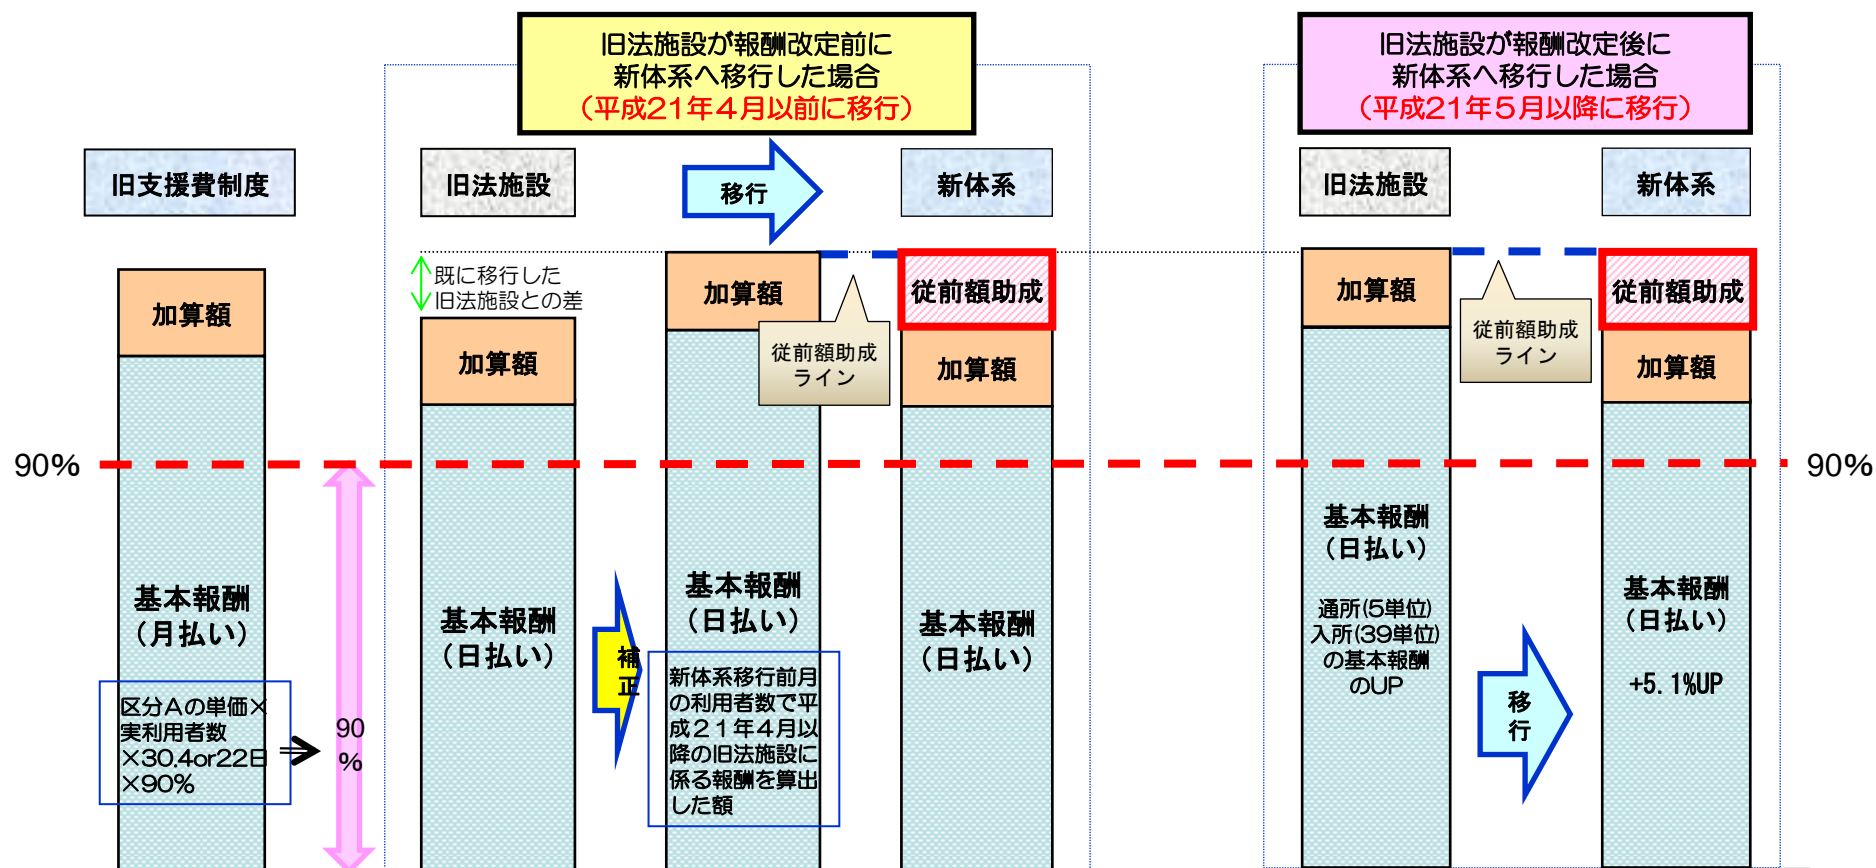 旧法施設が報酬改定前に
新体系へ移行した場合
（平成21年４月以前に移行）
旧法施設が報酬改定後に
新体系へ移行した場合
（平成21年５月以降に移行）
旧支援費制度
旧法施設
移行
新体系
旧法施設
新体系
加算額
既に移行した
旧法施設との差
加算額
加算額
従前額助成
ライン
従前額助成
加算額
加算額
従前額助成
ライン
従前額助成
加算額
90%
90%
基本報酬
（月払い）
区分Ａの単価×
実利用者数
×30.4or22日
×90%
90
%
基本報酬
（日払い）
補
正
基本報酬
（日払い）
新体系移行前月
の利用者数で平
成２１年４月以
降の旧法施設に
係る報酬を算出
した額
基本報酬
（日払い）
基本報酬
（日払い）
通所(5単位)
入所(39単位)
の基本報酬
のUP
移
行
基本報酬
（日払い）
+5.1%UP